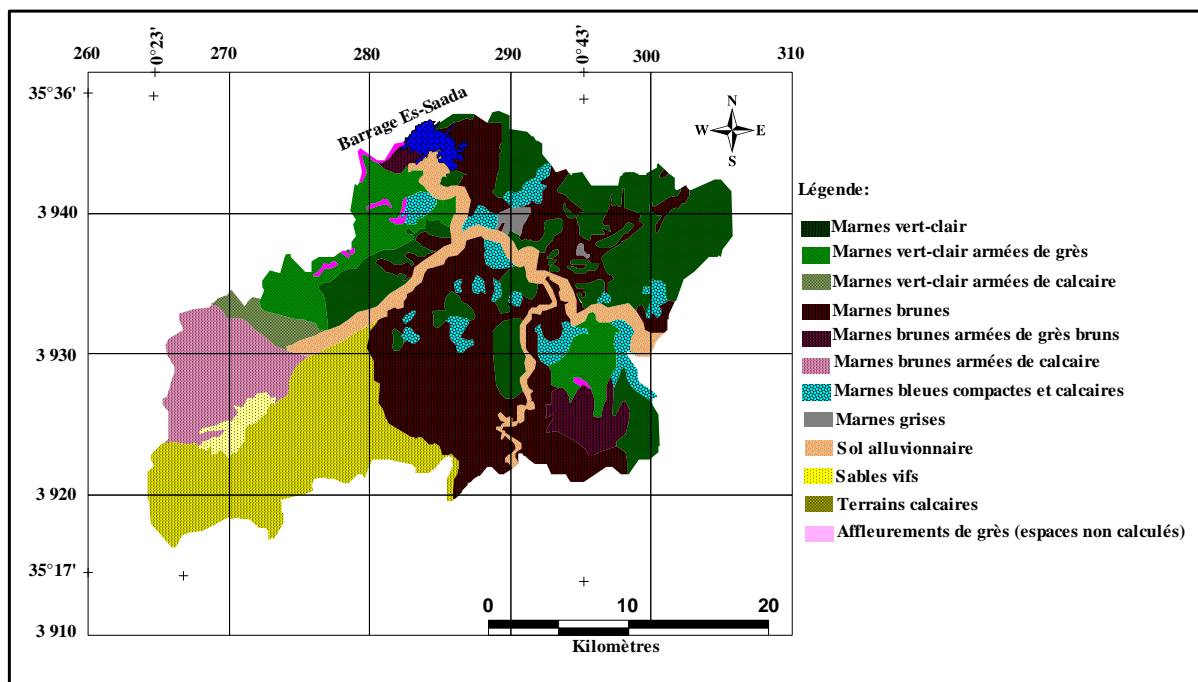 260 0°23' 270 280 290 0°43' 300 310
35°36'
Barrage Es-Saada
N
W E
S
Légende:
3 940
Marnes vert-clair
Marnes vert-clair armées de grès
Marnes vert-clair armées de calcaire
Marnes brunes
3 930
Marnes brunes armées de grès bruns
Marnes brunes armées de calcaire
Marnes bleues compactes et calcaires
Marnes grises
Sol alluvionnaire
Sables vifs
3 920
Terrains calcaires
Affleurements de grès (espaces non calculés)
35°17'
0 10 20
3 910
Kilomètres